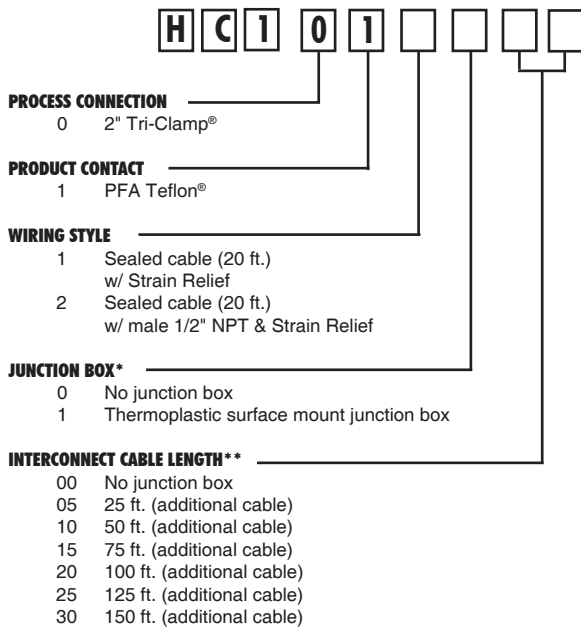 HC101
PROCESS CONNECTION
0 2" Tri-Clamp®
PRODUCT CONTACT
1 PFA Teflon®
WIRING STYLE
1 Sealed cable (20 ft.)
w/ Strain Relief
2 Sealed cable (20 ft.)
w/ male 1/2" NPT & Strain Relief
JUNCTION BOX*
0 No junction box
1 Thermoplastic surface mount junction box
INTERCONNECT CABLE LENGTH**
00 No junction box
05 25 ft. (additional cable)
10 50 ft. (additional cable)
15 75 ft. (additional cable)
20 100 ft. (additional cable)
25 125 ft. (additional cable)
30 150 ft. (additional cable)